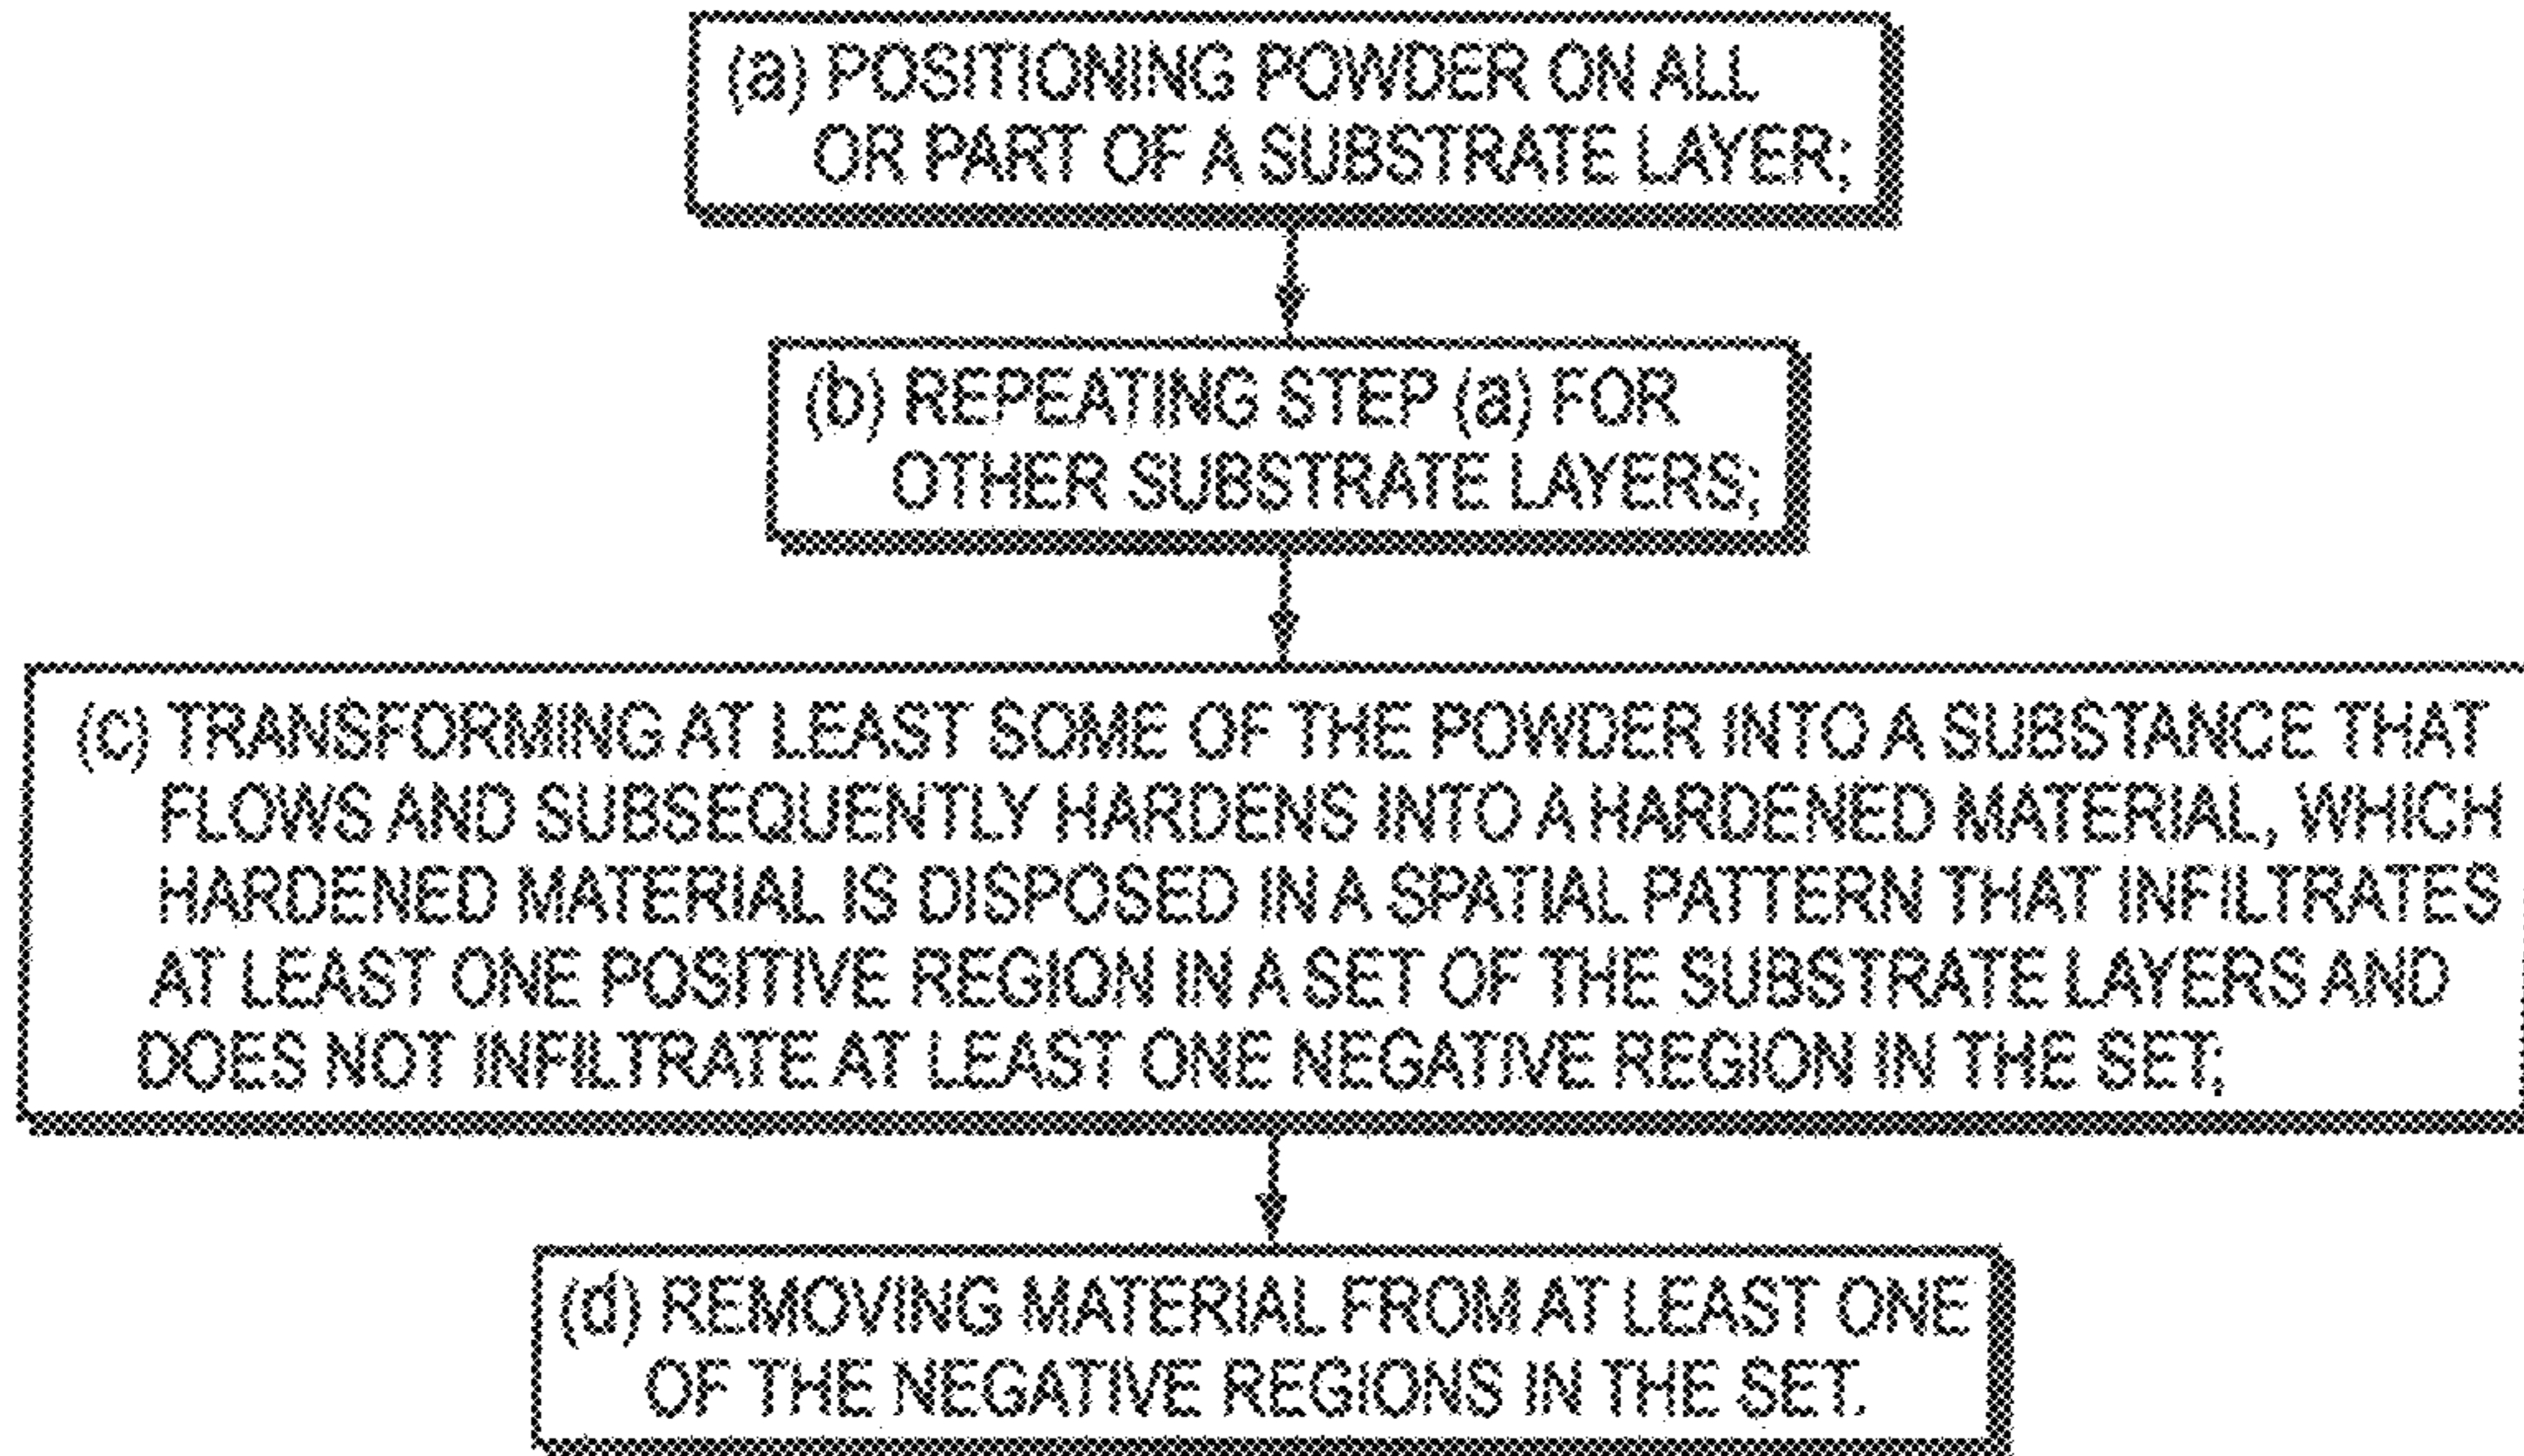 (a) POSITIONING POWDER ON ALL
OR PART OF A SUBSTRATE LAYER;
(b) REPEATING STEP (a) FOR
OTHER SUBSTRATE LAYERS;
(c) TRANSFORMING AT LEAST SOME OF THE POWDER INTO A SUBSTANCE THAT
FLOWS AND SUBSEQUENTLY HARDENS INTO A HARDENED MATERIAL, WHICH
HARDENED MATERIAL IS DISPOSED IN A SPATIAL PATTERN THAT INFILTRATES
AT LEAST ONE POSITIVE REGION IN A SET OF THE SUBSTRATE LAYERS AND
DOES NOT INFILTRATE AT LEAST ONE NEGATIVE REGION IN THE SET;
(d) REMOVING MATERIAL FROM AT LEAST ONE
OF THE NEGATIVE REGIONS IN THE SET.